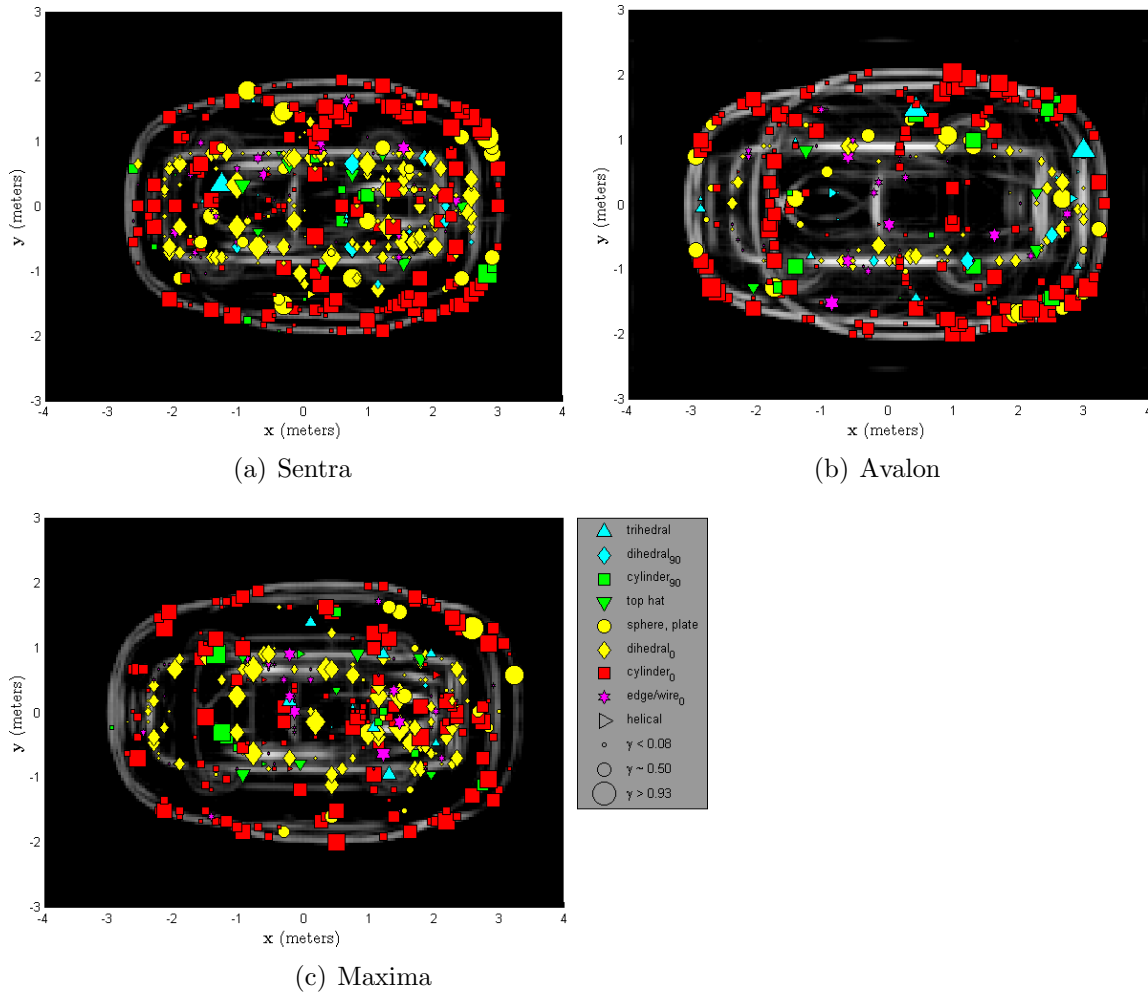 3
2
1
0
-1
-2
-3
y (meters)
-4 -3 -2 -1 0 1 2 3 4
x (meters)
(a) Sentra
3
2
1
0
-1
-2
-3
y (meters)
-4 -3 -2 -1 0 1 2 3 4
x (meters)
(b) Avalon
3
2
1
0
-1
-2
-3
y (meters)
-4 -3 -2 -1 0 1 2 3 4
x (meters)
(c) Maxima
trihedral
dihedral₉₀
cylinder₉₀
top hat
sphere, plate
dihedral₀
cylinder₀
edge/wire₀
helical
γ < 0.08
γ ~ 0.50
γ > 0.93